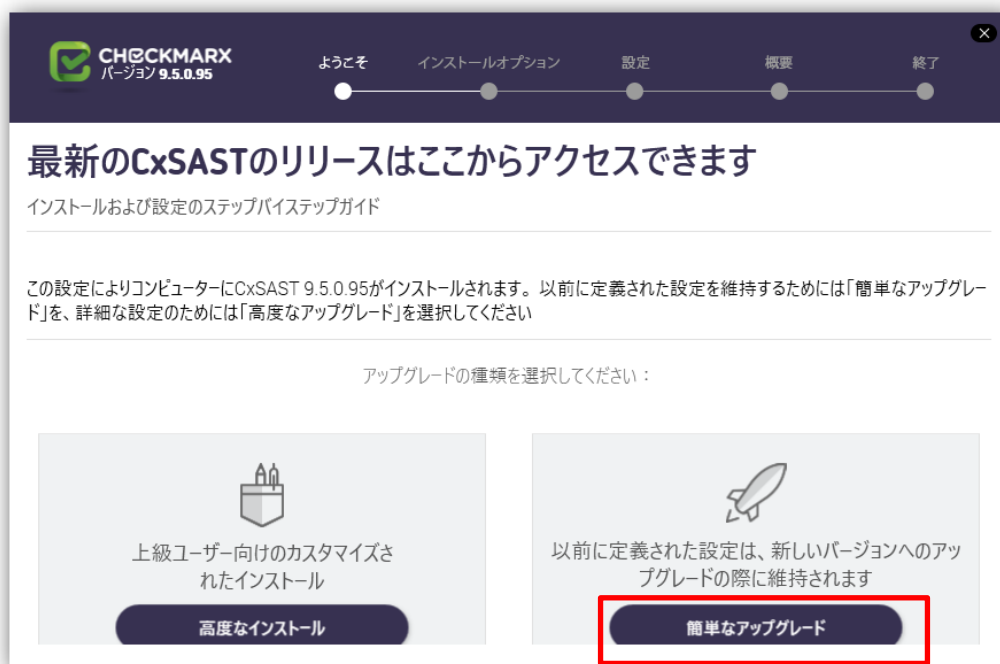 CHECKMARX
バージョン 9.5.0.95
ようこそ
インストールオプション
設定
概要
終了
最新のCxSASTのリリースはここからアクセスできます
インストールおよび設定のステップバイステップガイド
この設定によりコンピューターにCxSAST 9.5.0.95がインストールされます。以前に定義された設定を維持するためには「簡単なアップグレー
ド」を、詳細な設定のためには「高度なアップグレード」を選択してください
アップグレードの種類を選択してください：
上級ユーザー向けのカスタマイズさ
れたインストール
高度なインストール
以前に定義された設定は、新しいバージョンへのアッ
プグレードの際に維持されます
簡単なアップグレード